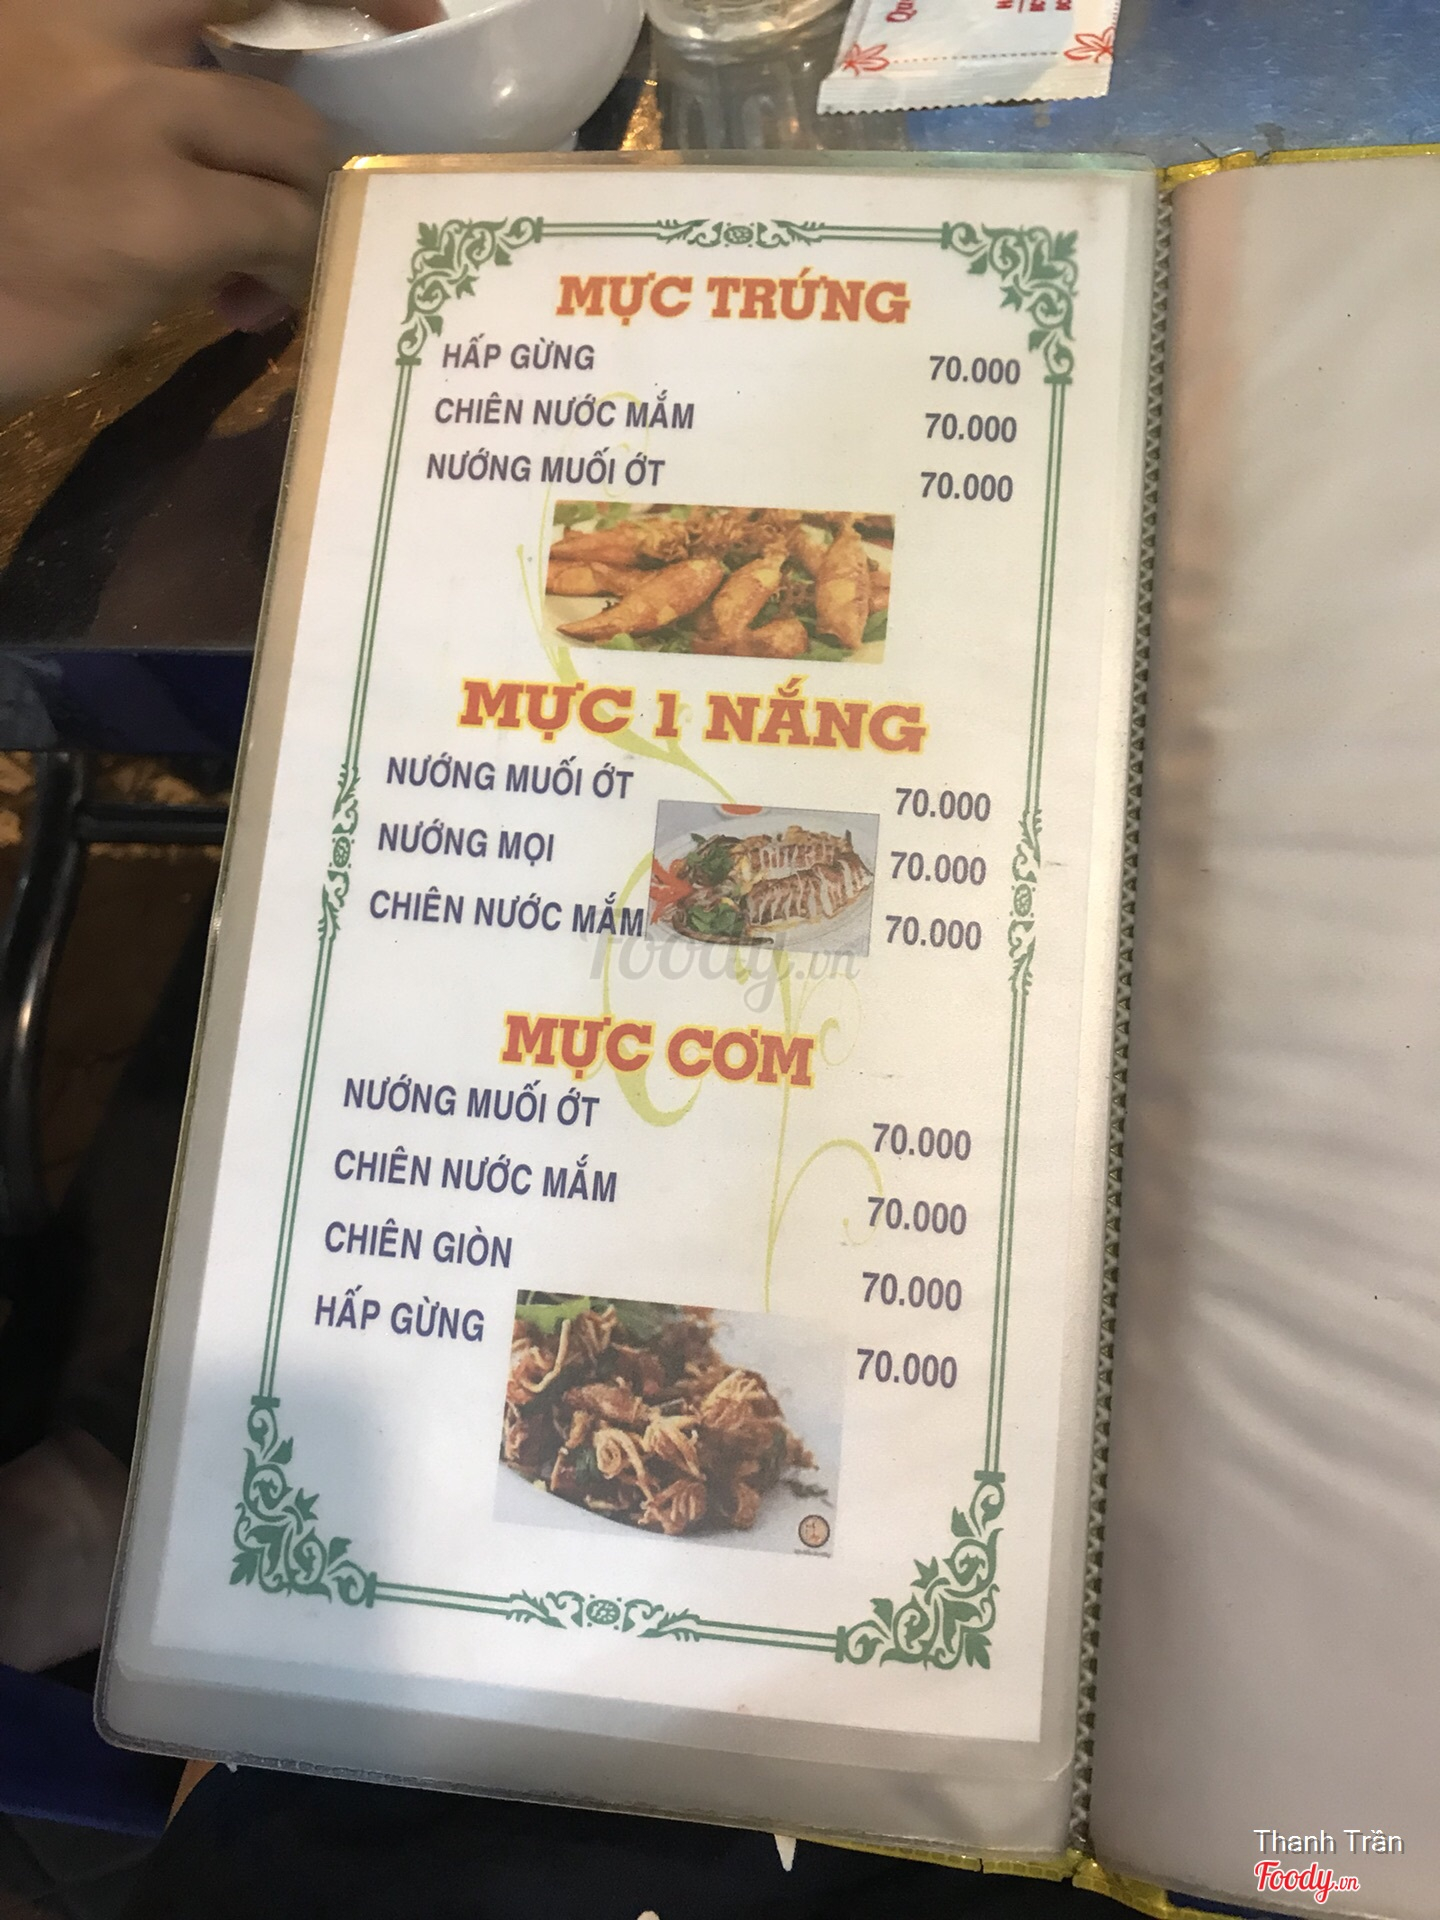 Qu
MỰC TRỨNG
HẤP GỪNG 70.000
CHIÊN NƯỚC MẮM 70.000
NƯỚNG MUỐI ỚT 70.000
MỰC 1 NẮNG
NƯỚNG MUỐI ỚT 70.000
NƯỚNG MỌI 70.000
CHIÊN NƯỚC MẮM 70.000
Foody.vn
MỰC CƠM
NƯỚNG MUỐI ỚT 70.000
CHIÊN NƯỚC MẮM 70.000
CHIÊN GIÒN 70.000
HẤP GỪNG 70.000
Thanh Trần
Foody.vn